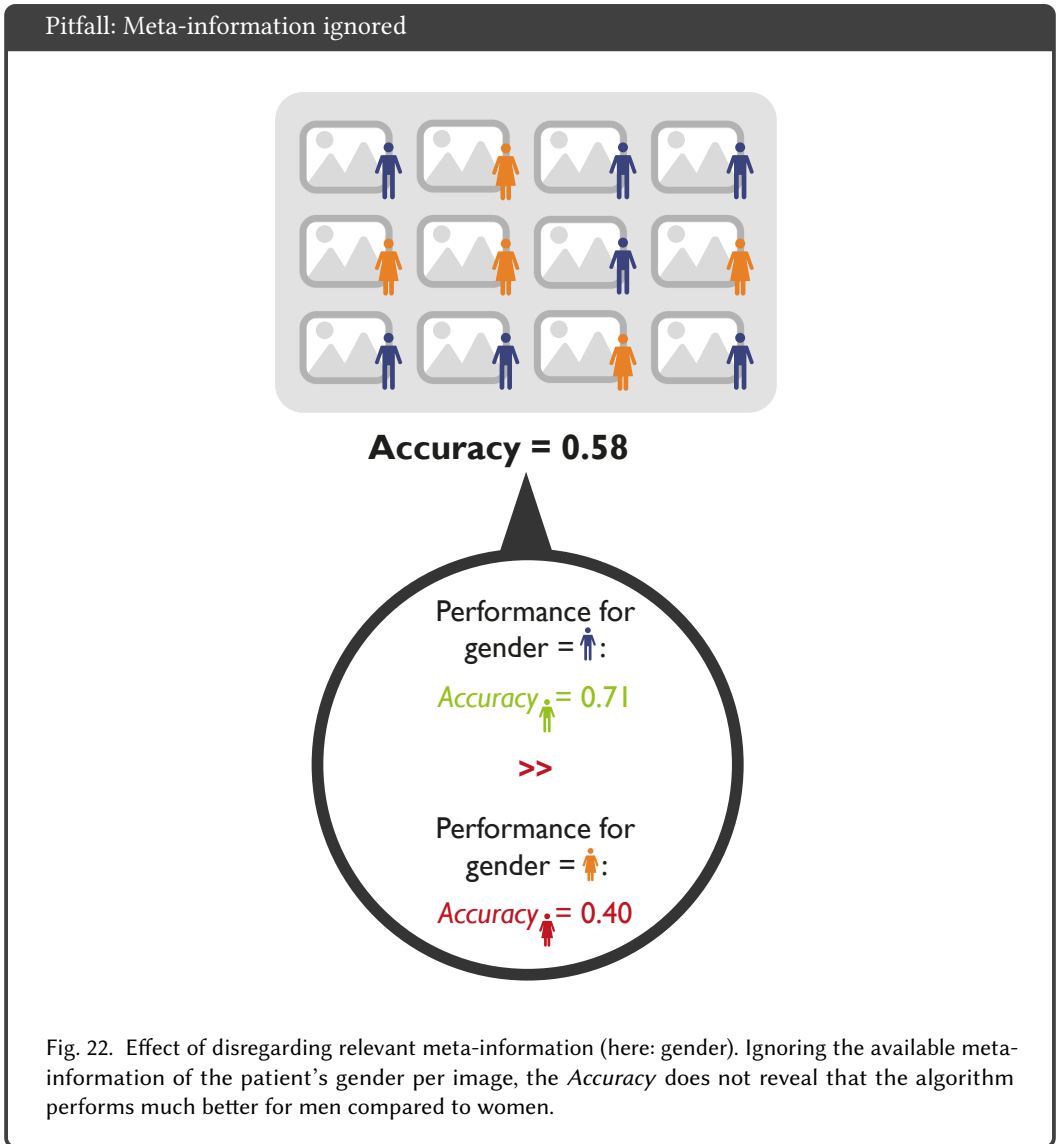 Pitfall: Meta-information ignored
Accuracy = 0.58
Performance for
gender = :
Accuracy = 0.71
>>
Performance for
gender = :
Accuracy = 0.40
Fig. 22. Effect of disregarding relevant meta-information (here: gender). Ignoring the available meta-
information of the patient's gender per image, the Accuracy does not reveal that the algorithm
performs much better for men compared to women.